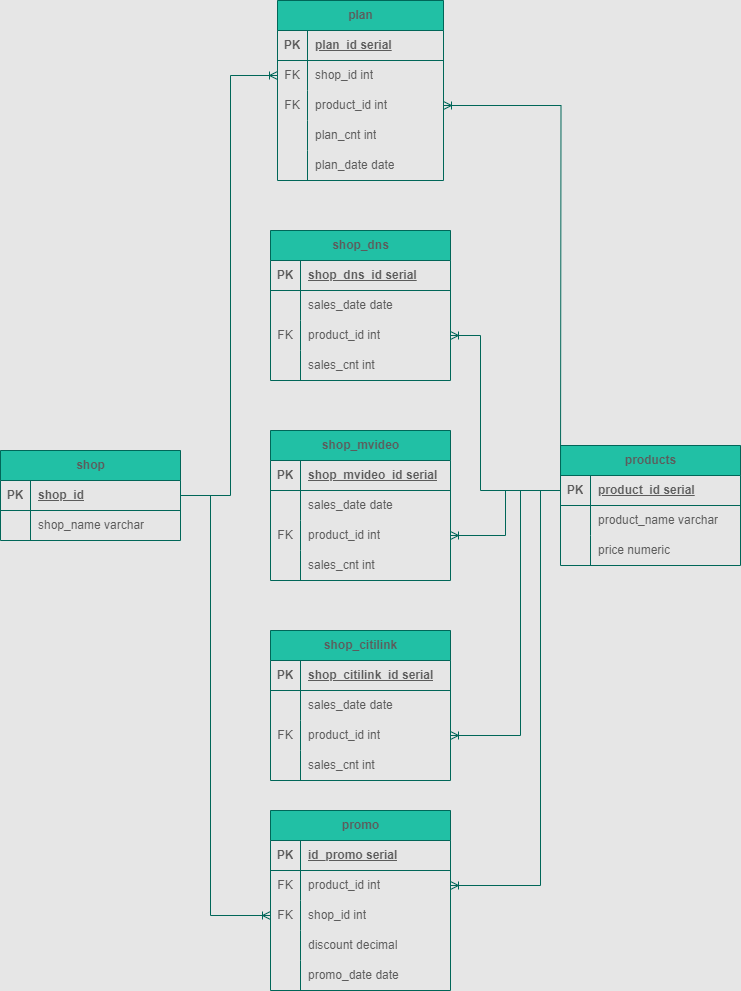 plan
PK plan_id serial
FK shop_id int
FK product_id int
plan_cnt int
plan_date date
shop_dns
PK shop_dns_id serial
sales_date date
FK product_id int
sales_cnt int
shop_mvideo
PK shop_mvideo_id serial
sales_date date
FK product_id int
sales_cnt int
shop
PK shop_id
shop_name varchar
products
PK product_id serial
product_name varchar
price numeric
shop_citilink
PK shop_citilink_id serial
sales_date date
FK product_id int
sales_cnt int
promo
PK id_promo serial
FK product_id int
FK shop_id int
discount decimal
promo_date date